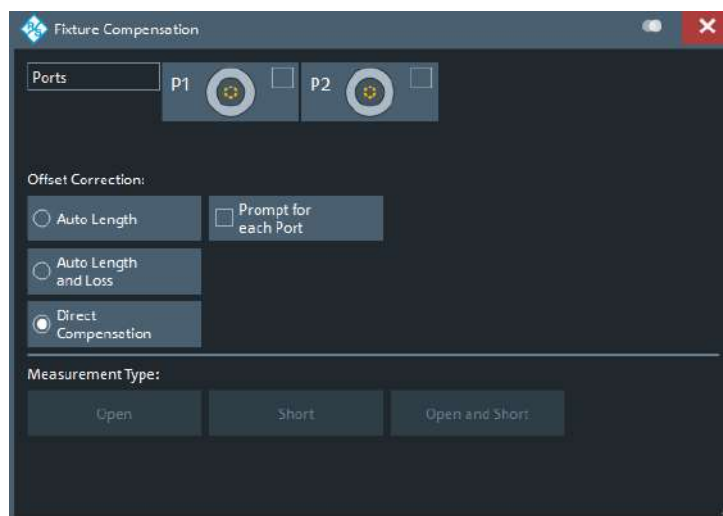 Fixture Compensation
Ports
P1
P2
Offset Correction:
Auto Length
Prompt for
each Port
Auto Length
and Loss
Direct
Compensation
Measurement Type:
Open
Short
Open and Short